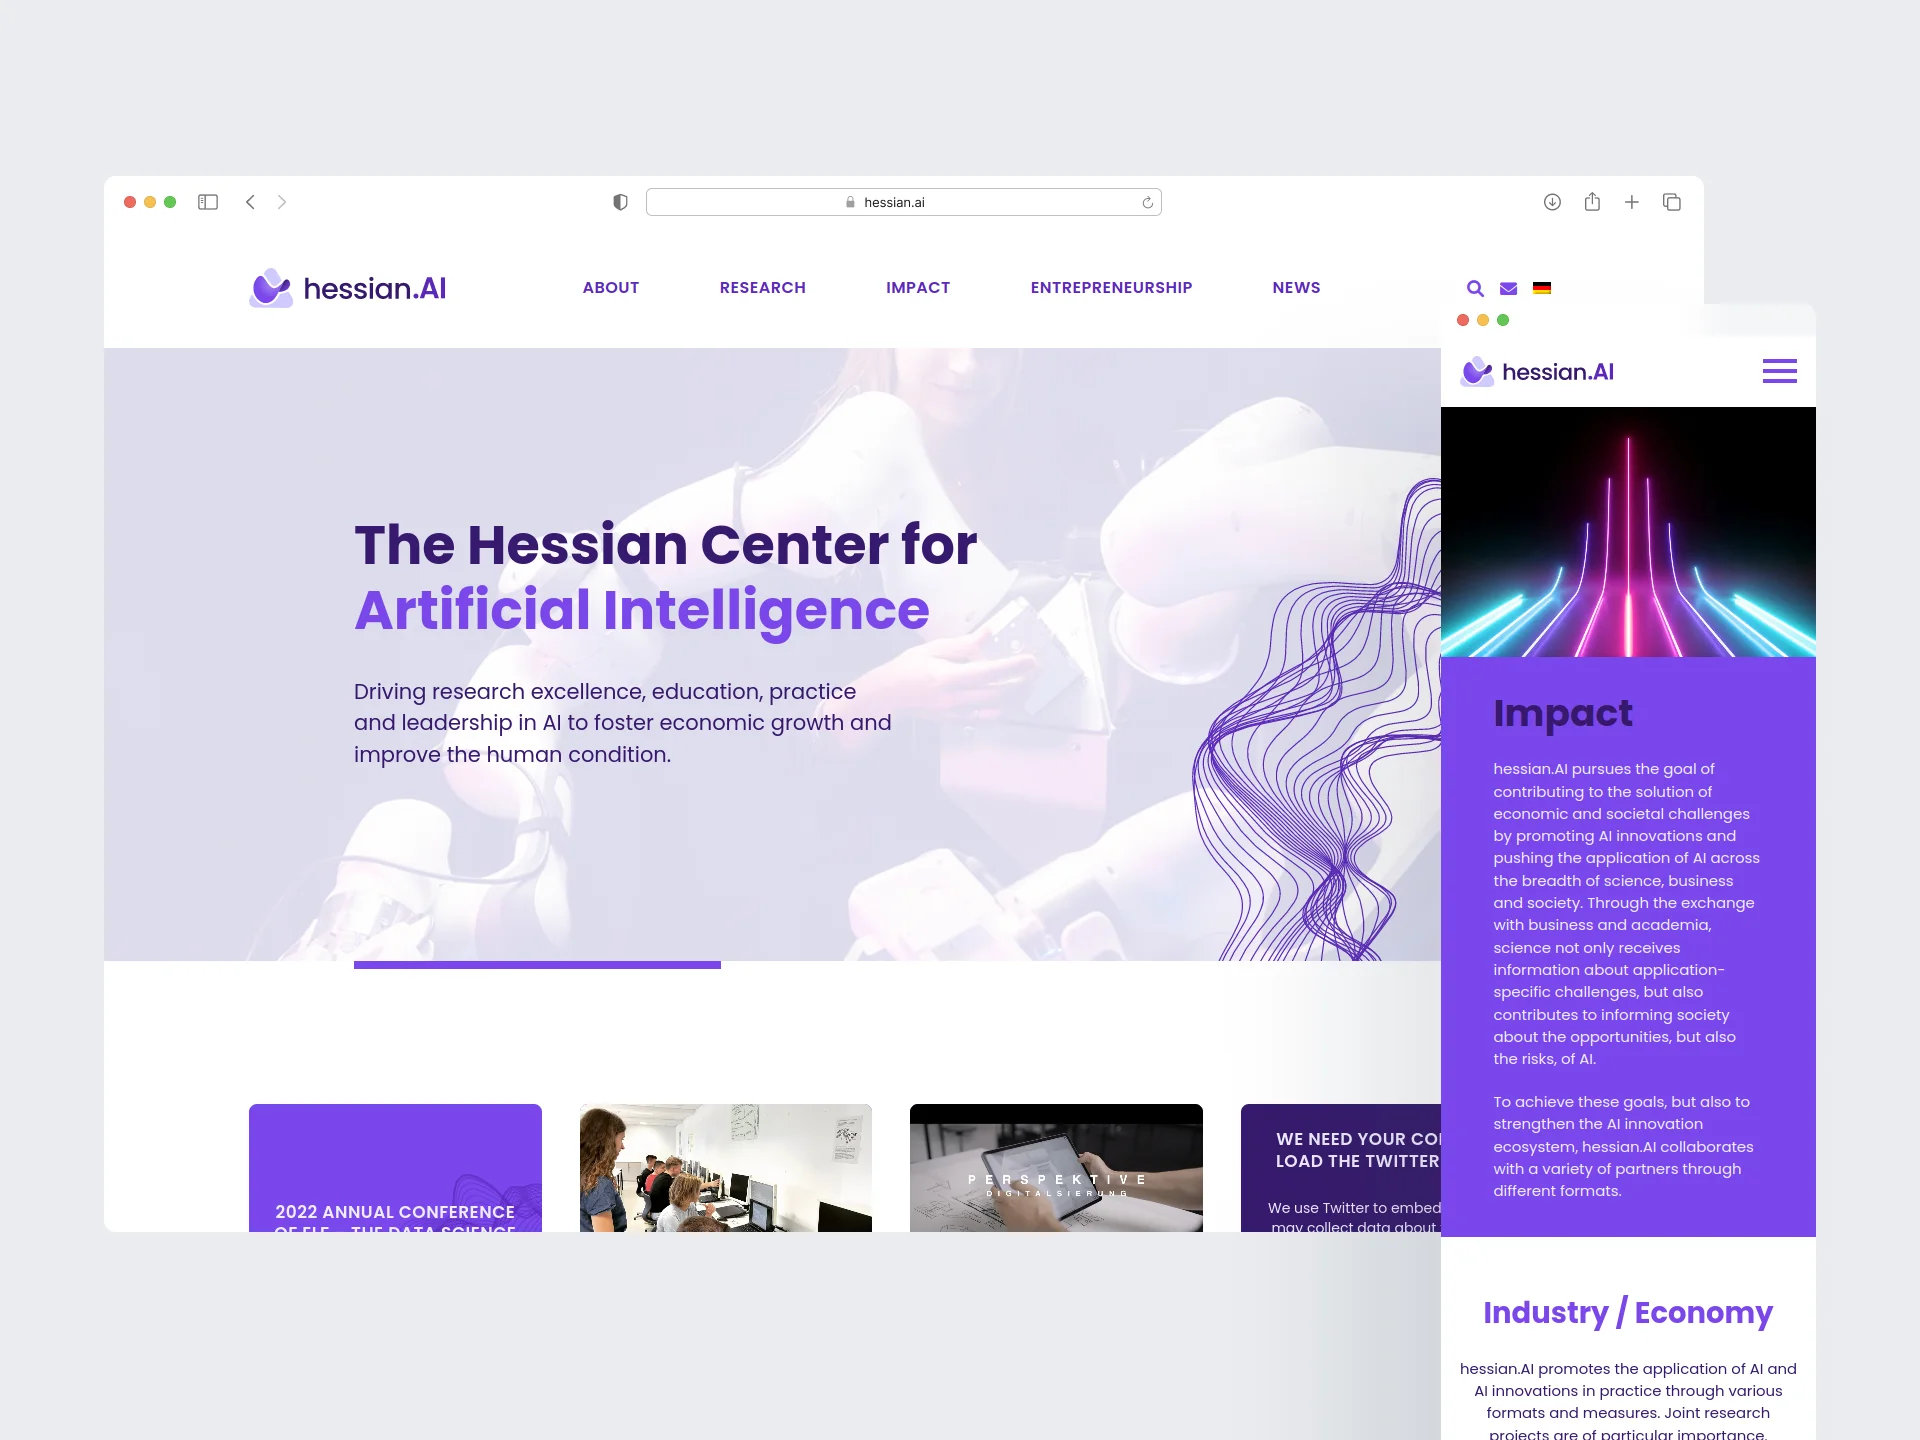 hessian.ai
hessian.AI
ABOUT
RESEARCH
IMPACT
ENTREPRENEURSHIP
NEWS
The Hessian Center for
Artificial Intelligence
Driving research excellence, education, practice
and leadership in AI to foster economic growth and
improve the human condition.
2022 ANNUAL CONFERENCE
THE DATA SCIENCE
PERSPEKTIVE
DIGITALSIERUNG
WE NEED YOUR
LOAD THE TWITTER
We use Twitter to embed
may collect data about
hessian.AI
Impact
hessian.AI pursues the goal of
contributing to the solution of
economic and societal challenges
by promoting AI innovations and
pushing the application of AI across
the breadth of science, business
and society. Through the exchange
with business and academia,
science not only receives
information about application-
specific challenges, but also
contributes to informing society
about the opportunities, but also
the risks, of AI.
To achieve these goals, but also to
strengthen the AI innovation
ecosystem, hessian.AI collaborates
with a variety of partners through
different formats.
Industry / Economy
hessian.AI promotes the application of AI and
AI innovations in practice through various
formats and measures. Joint research
projects are of particular importance.